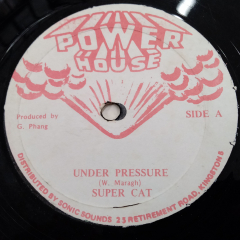 POWER
HOUSE
Produced by
G. Phang
SIDE A
UNDER PRESSURE
(W. Maragh)
SUPER CAT
DISTRIBUTED BY SONIC SOUNDS 25 RETIREMENT ROAD, KINGSTON 5